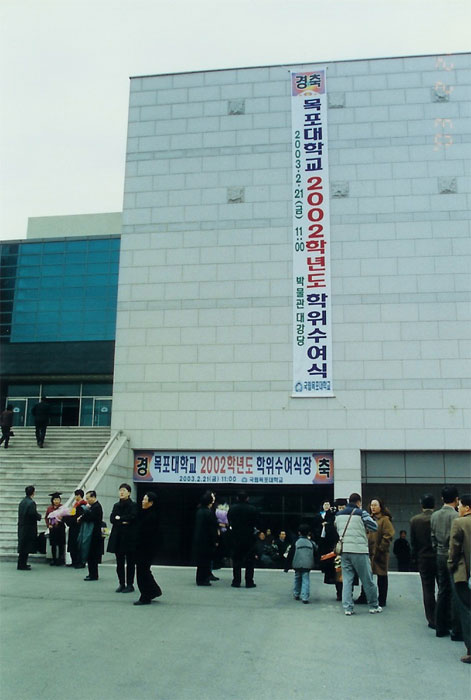 경 축
목포대학교 2002학년도 학위수여식
2003. 2. 21 (금) 11:00 박물관 대강당
국립목포대학교
경 목포대학교 2002학년도 학위수여식장 축
2003. 2.21(금) 11:00 국립목포대학교